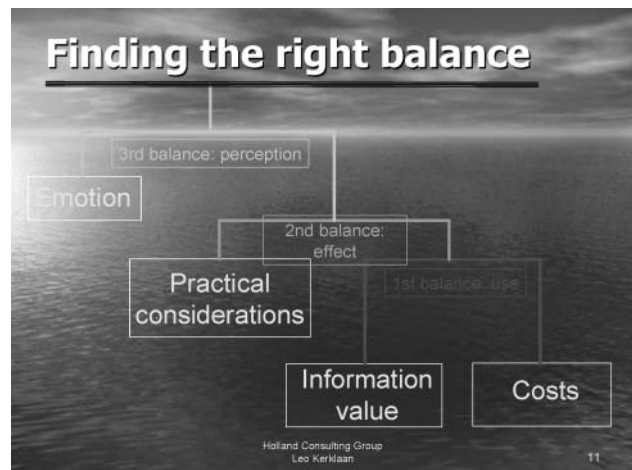 Finding the right balance
3rd balance: perception
Emotion
2nd balance:
effect
Practical
considerations
1st balance: use
Information
value
Costs
Holland Consulting Group
Leo Kerklaan
11